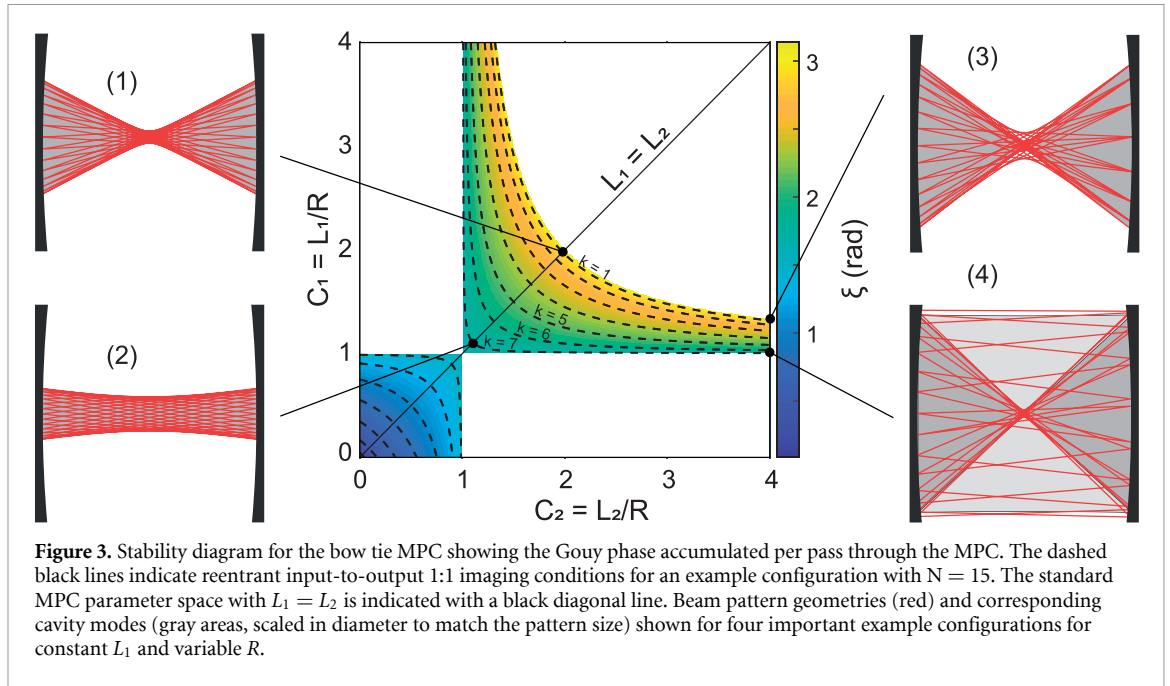 (1)
(2)
4
3
2
1
0
C₁ = L₁/R
0 1 2 3 4
C₂ = L₂/R
L₁ = L₂
k = 1
k = 5
k = 6
k = 7
3
2
1
ξ (rad)
(3)
(4)
Figure 3. Stability diagram for the bow tie MPC showing the Gouy phase accumulated per pass through the MPC. The dashed
black lines indicate reentrant input-to-output 1:1 imaging conditions for an example configuration with N = 15. The standard
MPC parameter space with L₁ = L₂ is indicated with a black diagonal line. Beam pattern geometries (red) and corresponding
cavity modes (gray areas, scaled in diameter to match the pattern size) shown for four important example configurations for
constant L₁ and variable R.